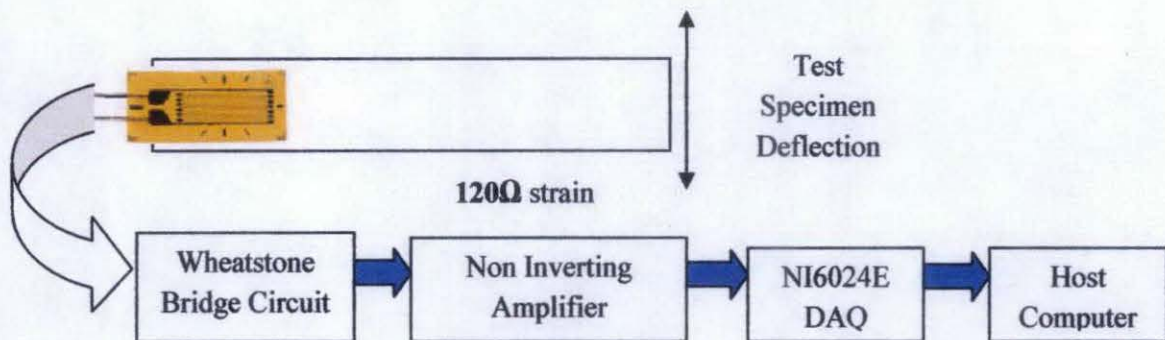 Test
Specimen
Deflection
120Ω strain
Wheatstone
Bridge Circuit
Non Inverting
Amplifier
NI6024E
DAQ
Host
Computer